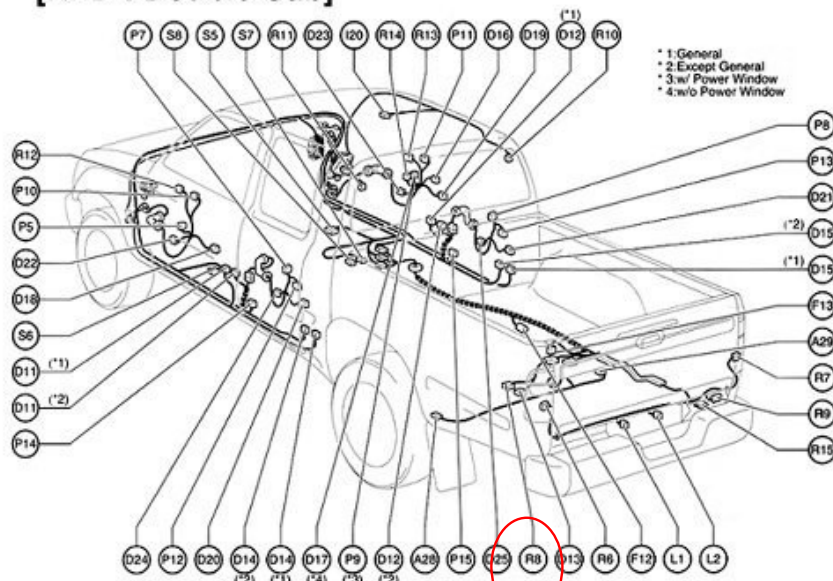 P7 S8 S5 S7 R11 D23 I20 R14 R13 P11 D16 D19 D12 (*1) R10
* 1:General
* 2:Except General
* 3:w/ Power Window
* 4:w/o Power Window
R12
P10
P5
D22
D18
S6
D11 (*1)
D11 (*2)
P14
P8
P13
D21
(*2) D15
(*1) D15
F13
A29
R7
R9
R15
D24 P12 D20 D14 D14 D17 P9 D12 A28 P15 D25 R8 D13 R6 F12 L1 L2
(*2) (*1) (*4) (*3) (*2)